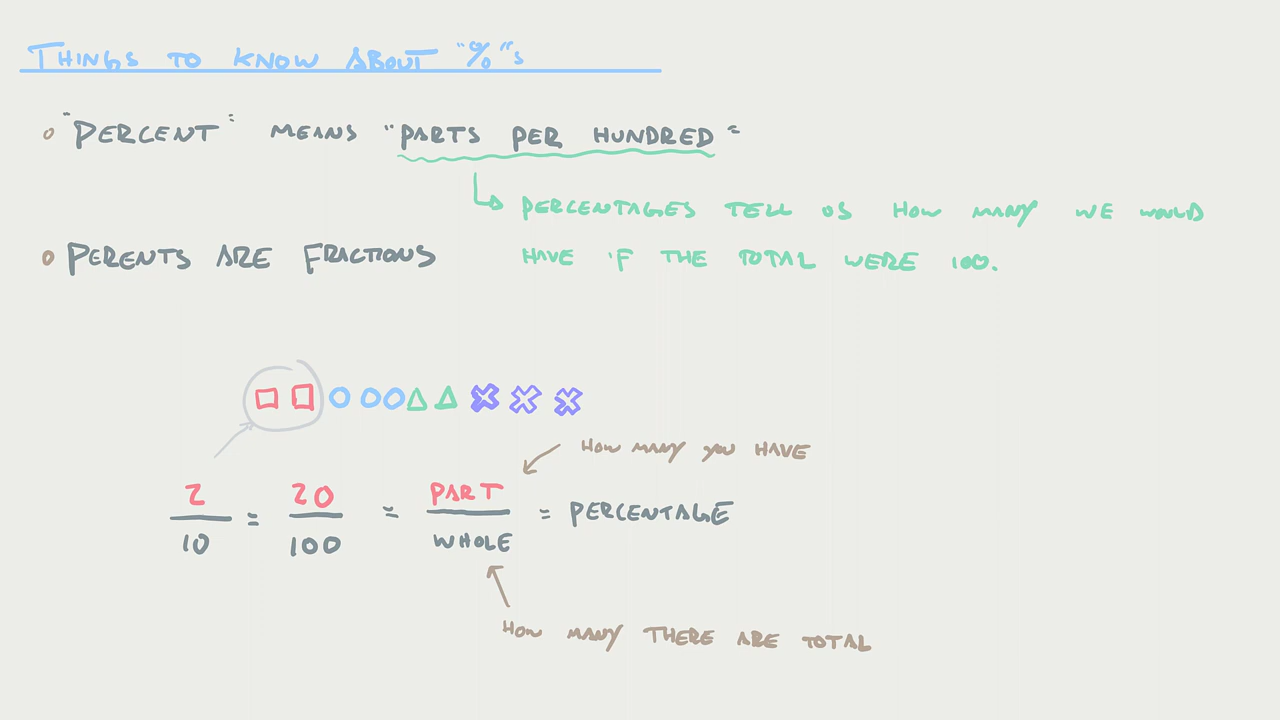 THINGS TO KNOW ABOUT "%"s
"PERCENT" MEANS "PARTS PER HUNDRED"
PERCENTAGES TELL US HOW MANY WE WOULD
HAVE IF THE TOTAL WERE 100.
PERENTS ARE FRACTIONS
HOW MANY YOU HAVE
2/10 = 20/100 = PART/WHOLE = PERCENTAGE
HOW MANY THERE ARE TOTAL